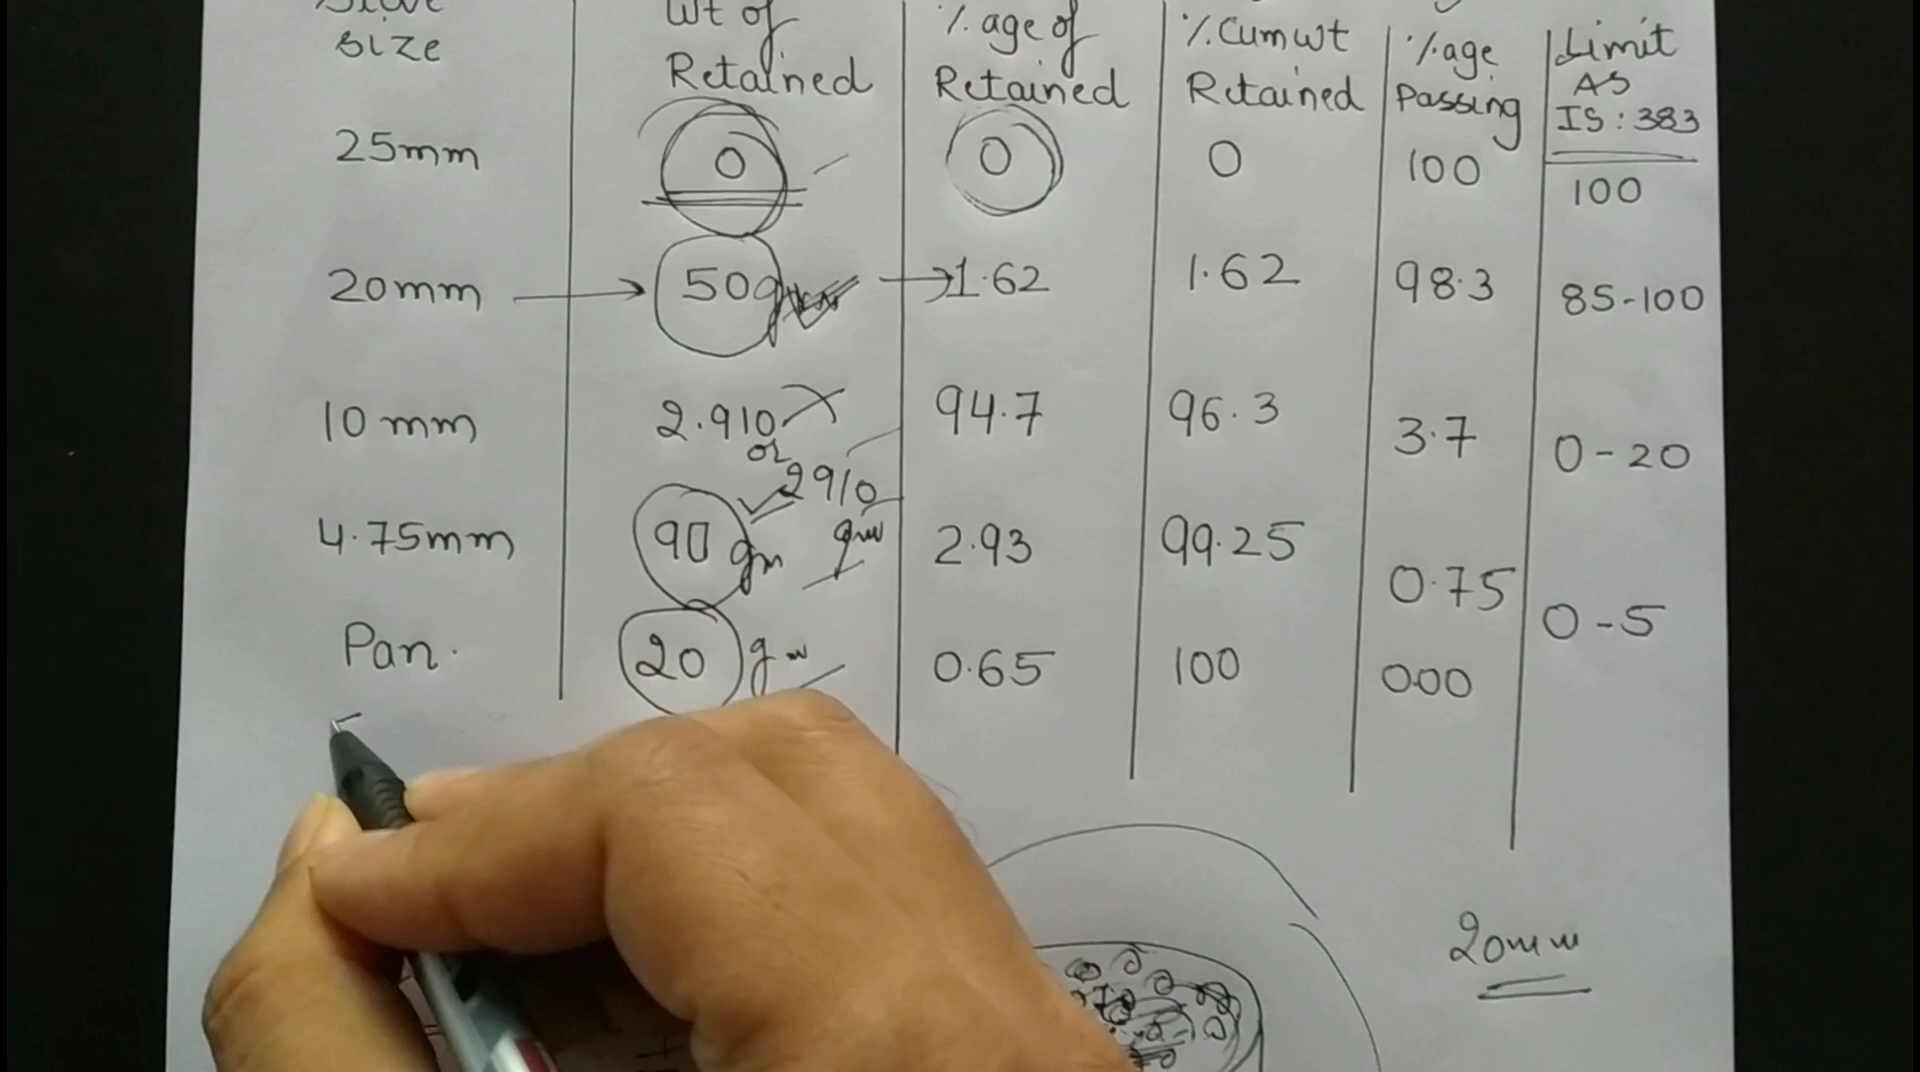 Size
Wt of
Retained
%age of
Retained
% Cum wt
Retained
%age
Passing
Limit
AS
IS : 383
25mm 0 0 0 100 100
20mm 50gm 1.62 1.62 98.3 85-100
10 mm 2.910 94.7 96.3 3.7 0-20
or
2910
gm
4.75mm 90 gm 2.93 99.25 0.75 0-5
Pan. 20 gm 0.65 100 0.00
20mm